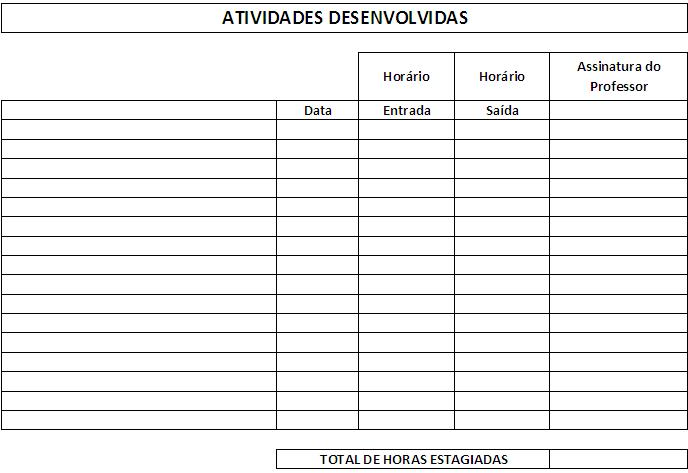 ATIVIDADES DESENVOLVIDAS
Horário Horário Assinatura do
Professor
Data Entrada Saída
TOTAL DE HORAS ESTAGIADAS